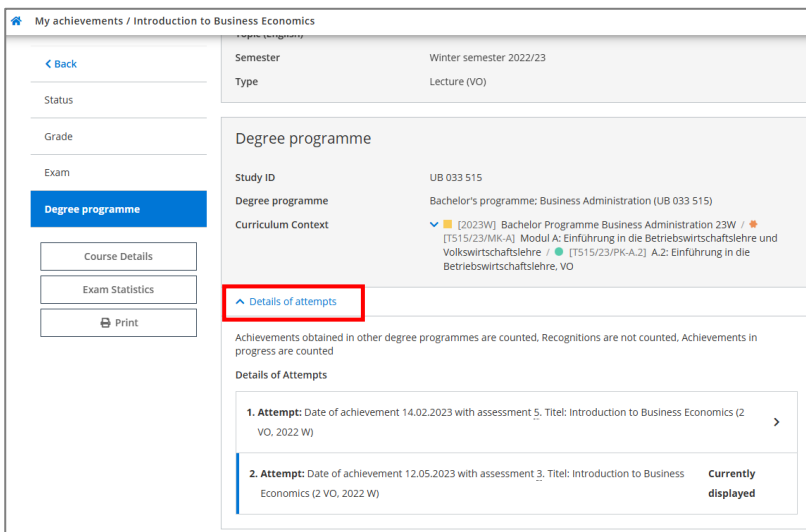 My achievements / Introduction to Business Economics
Topic (English)
Semester Winter semester 2022/23
Type Lecture (VO)
Back
Status
Grade
Exam
Degree programme
Course Details
Exam Statistics
Print
Degree programme
Study ID UB 033 515
Degree programme Bachelor's programme; Business Administration (UB 033 515)
Curriculum Context [2023W] Bachelor Programme Business Administration 23W /
[T515/23/MK-A] Modul A: Einführung in die Betriebswirtschaftslehre und
Volkswirtschaftslehre / [T515/23/PK-A.2] A.2: Einführung in die
Betriebswirtschaftslehre, VO
Details of attempts
Achievements obtained in other degree programmes are counted, Recognitions are not counted, Achievements in
progress are counted
Details of Attempts
1. Attempt: Date of achievement 14.02.2023 with assessment 5. Titel: Introduction to Business Economics (2
VO, 2022 W)
2. Attempt: Date of achievement 12.05.2023 with assessment 3. Titel: Introduction to Business
Economics (2 VO, 2022 W)
Currently
displayed